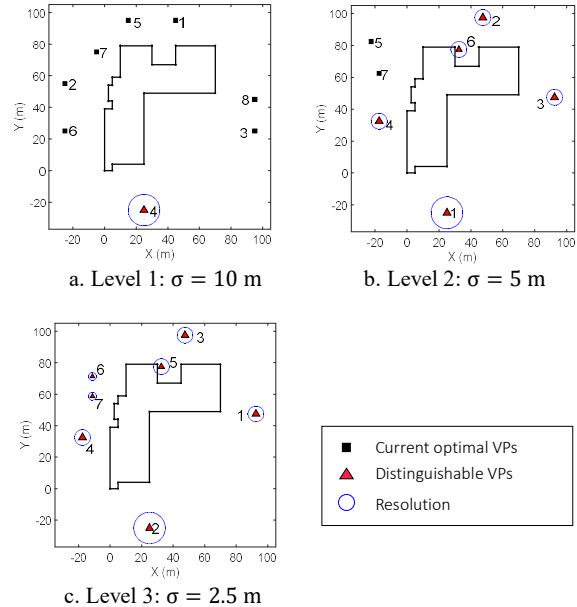 100
80
60
40
20
0
-20
Y (m)
-20 0 20 40 60 80 100
X (m)
5 1
7
2
8
6 3
4
a. Level 1: σ = 10 m
100
80
60
40
20
0
-20
Y (m)
-20 0 20 40 60 80 100
X (m)
2
5 6
7
3
4
1
b. Level 2: σ = 5 m
100
80
60
40
20
0
-20
Y (m)
-20 0 20 40 60 80 100
X (m)
3
6 5
7
1
4
2
c. Level 3: σ = 2.5 m
Current optimal VPs
Distinguishable VPs
Resolution